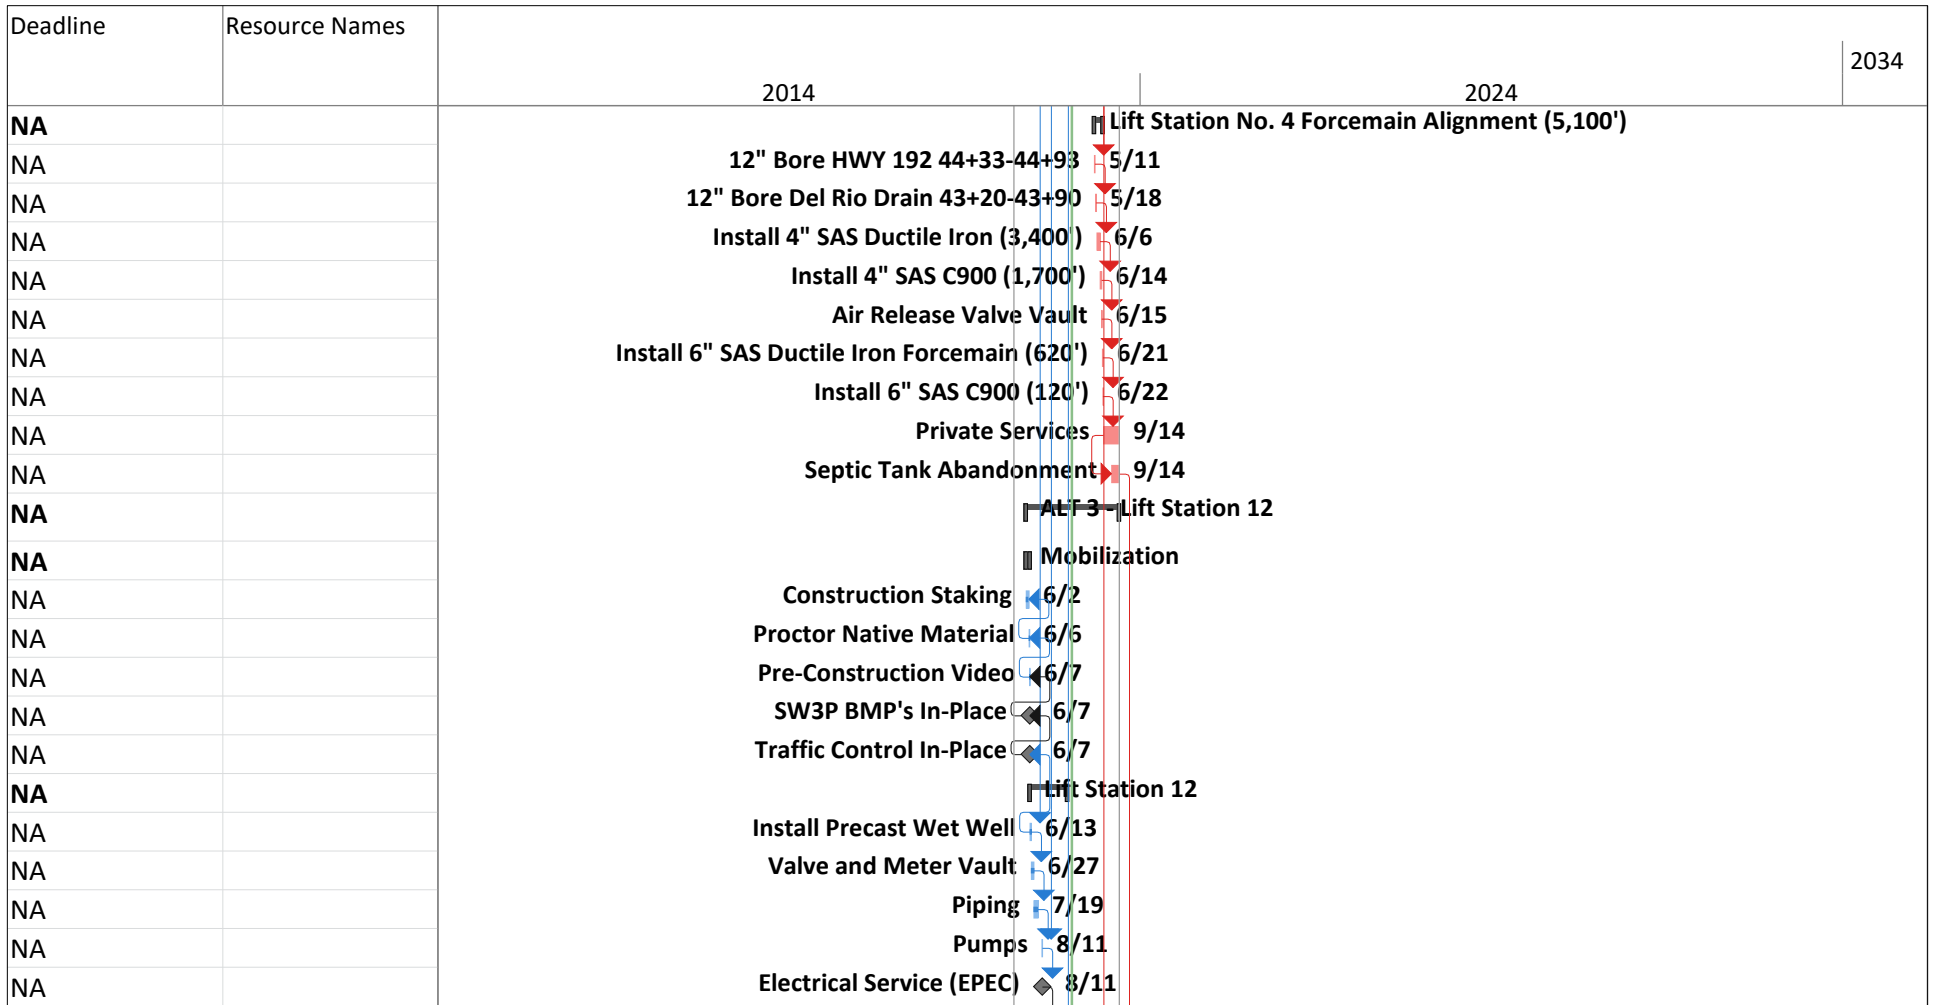 Deadline Resource Names
2034
2014 2024
NA Lift Station No. 4 Forcemain Alignment (5,100')
NA 12" Bore HWY 192 44+33-44+93 5/11
NA 12" Bore Del Rio Drain 43+20-43+90 5/18
NA Install 4" SAS Ductile Iron (3,400') 6/6
NA Install 4" SAS C900 (1,700') 6/14
NA Air Release Valve Vault 6/15
NA Install 6" SAS Ductile Iron Forcemain (620') 6/21
NA Install 6" SAS C900 (120') 6/22
NA Private Services 9/14
NA Septic Tank Abandonment 9/14
NA ALT 3 - Lift Station 12
NA Mobilization
NA Construction Staking 6/2
NA Proctor Native Material 6/6
NA Pre-Construction Video 6/7
NA SW3P BMP's In-Place 6/7
NA Traffic Control In-Place 6/7
NA Lift Station 12
NA Install Precast Wet Well 6/13
NA Valve and Meter Vault 6/27
NA Piping 7/19
NA Pumps 8/11
NA Electrical Service (EPEC) 8/11